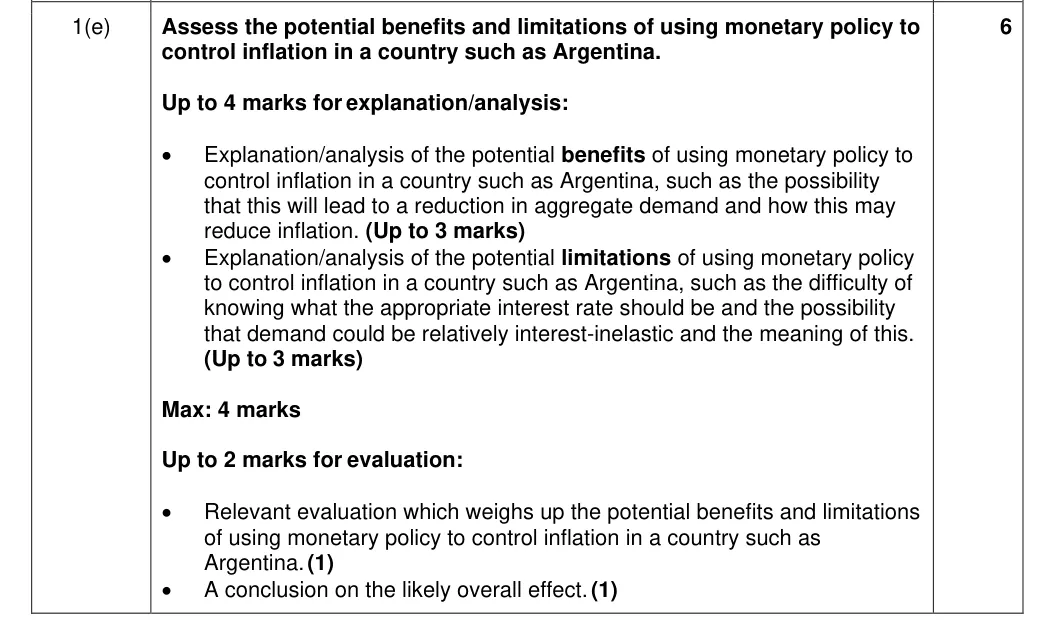 1(e)
Assess the potential benefits and limitations of using monetary policy to
control inflation in a country such as Argentina.
6
Up to 4 marks for explanation/analysis:
• Explanation/analysis of the potential benefits of using monetary policy to
control inflation in a country such as Argentina, such as the possibility
that this will lead to a reduction in aggregate demand and how this may
reduce inflation. (Up to 3 marks)
• Explanation/analysis of the potential limitations of using monetary policy
to control inflation in a country such as Argentina, such as the difficulty of
knowing what the appropriate interest rate should be and the possibility
that demand could be relatively interest-inelastic and the meaning of this.
(Up to 3 marks)
Max: 4 marks
Up to 2 marks for evaluation:
• Relevant evaluation which weighs up the potential benefits and limitations
of using monetary policy to control inflation in a country such as
Argentina. (1)
• A conclusion on the likely overall effect. (1)